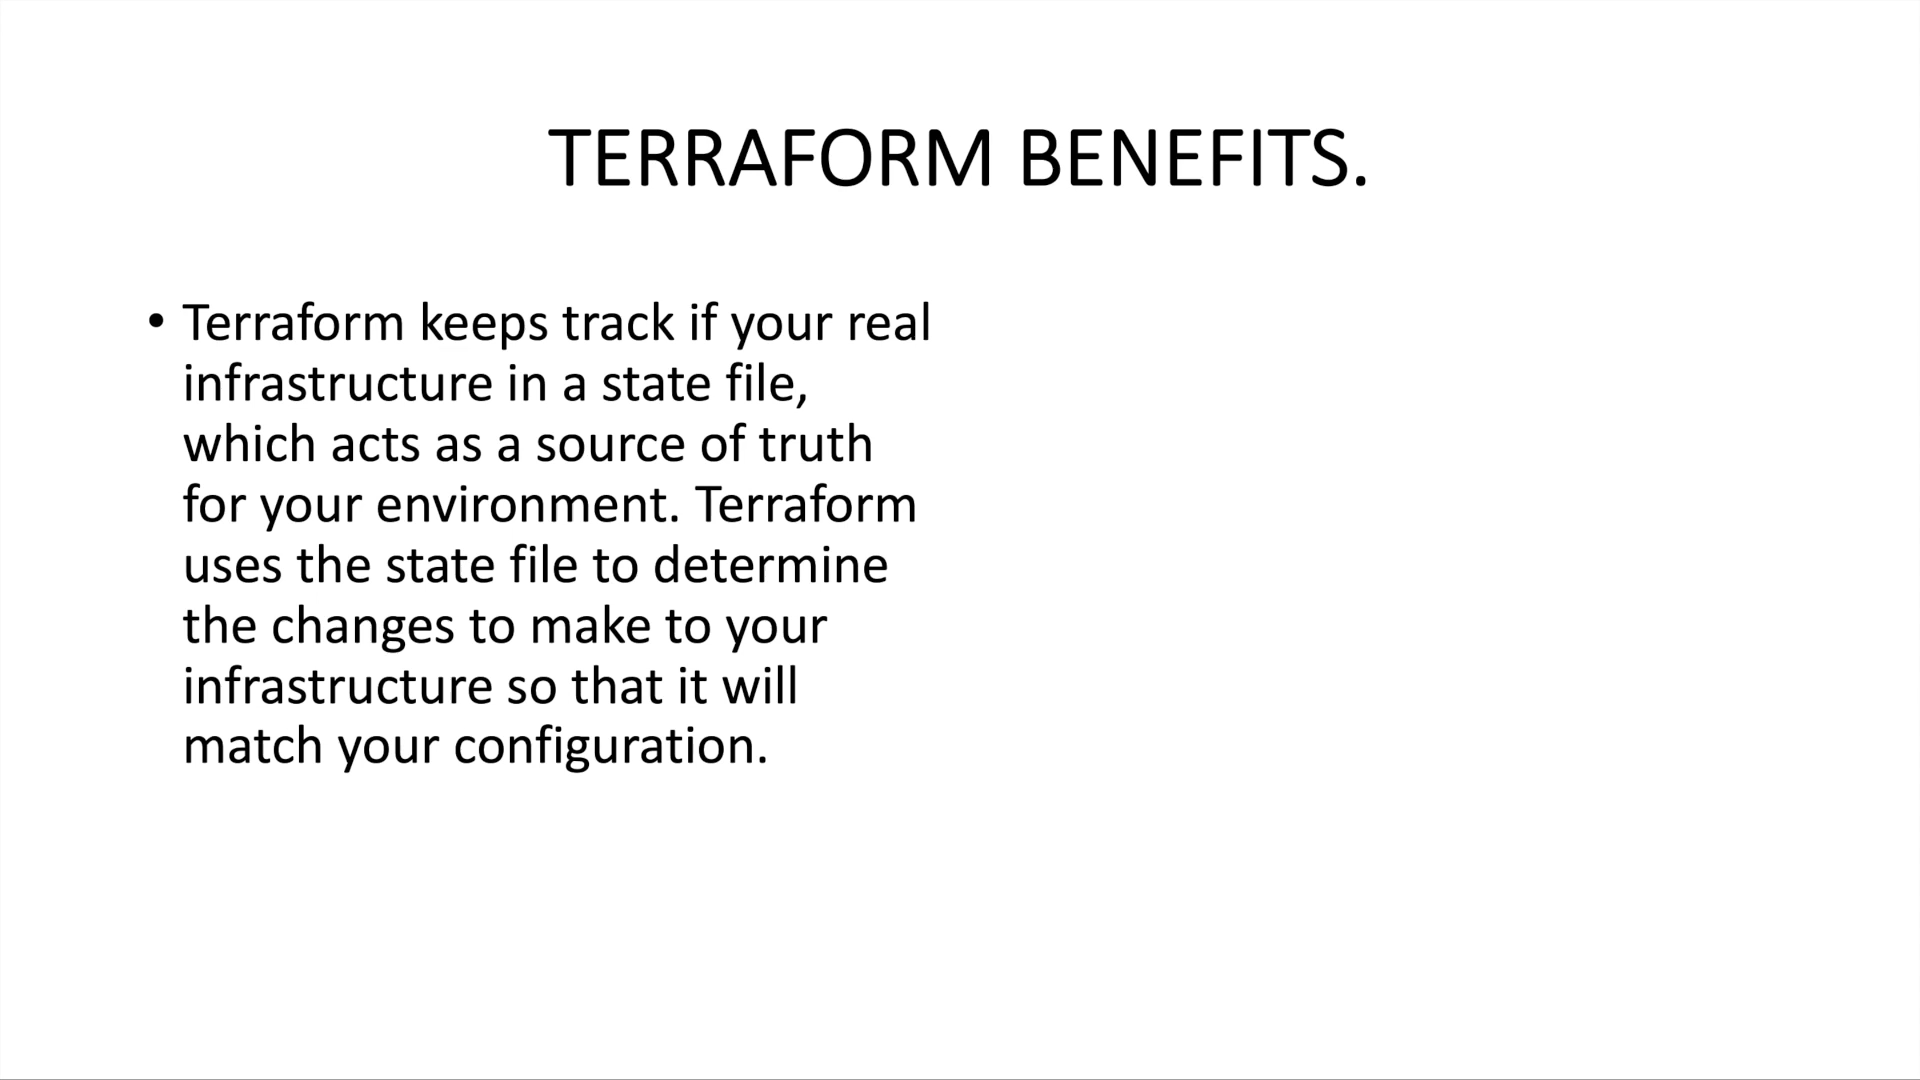 TERRAFORM BENEFITS.
• Terraform keeps track if your real
infrastructure in a state file,
which acts as a source of truth
for your environment. Terraform
uses the state file to determine
the changes to make to your
infrastructure so that it will
match your configuration.